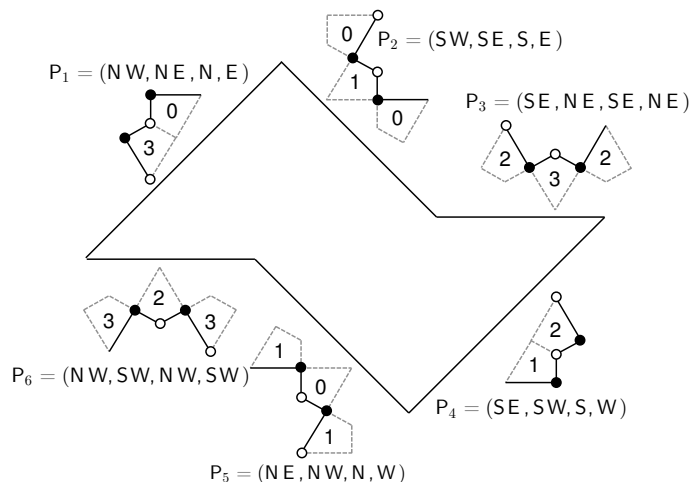 0
P₂ = (SW, SE, S, E)
P₁ = (NW, NE, N, E)
1
0
0
3
P₃ = (SE, NE, SE, NE)
2
3
2
3
2
3
2
1
1
0
P₆ = (NW, SW, NW, SW)
P₄ = (SE, SW, S, W)
1
P₅ = (NE, NW, N, W)